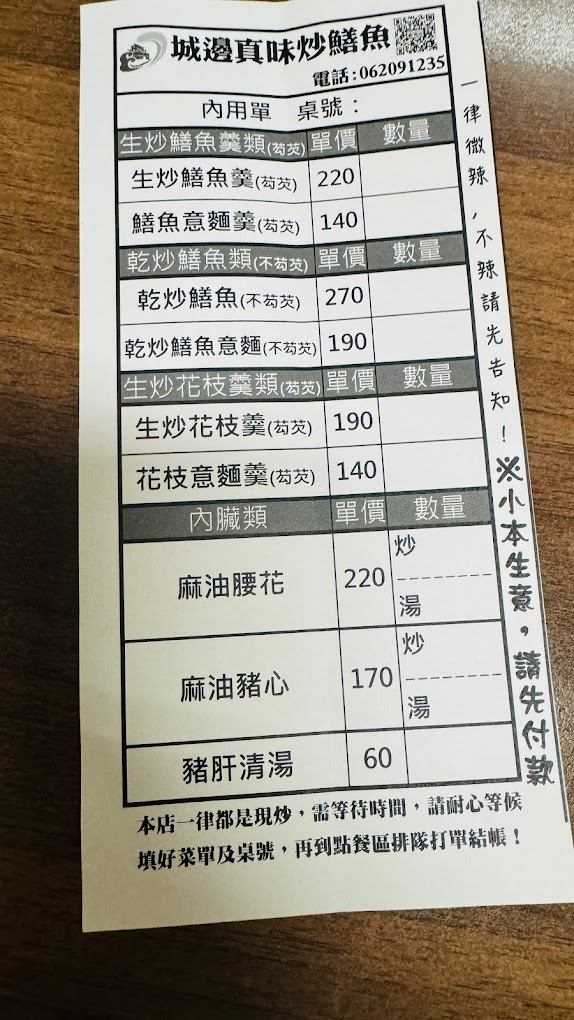 城邊真味炒鱔魚
電話:062091235
內用單 桌號：
生炒鱔魚羹類(芶芡) 單價 數量
生炒鱔魚羹(芶芡) 220
鱔魚意麵羹(芶芡) 140
乾炒鱔魚類(不芶芡) 單價 數量
乾炒鱔魚(不芶芡) 270
乾炒鱔魚意麵(不芶芡) 190
生炒花枝羹類(芶芡) 單價 數量
生炒花枝羹(芶芡) 190
花枝意麵羹(芶芡) 140
內臟類 單價 數量
麻油腰花 220 炒 湯
麻油豬心 170 炒 湯
豬肝清湯 60
本店一律都是現炒，需等待時間，請耐心等候
填好菜單及桌號，再到點餐區排隊打單結帳！
一律微辣，不辣請先告知！※小本生意，請先付款